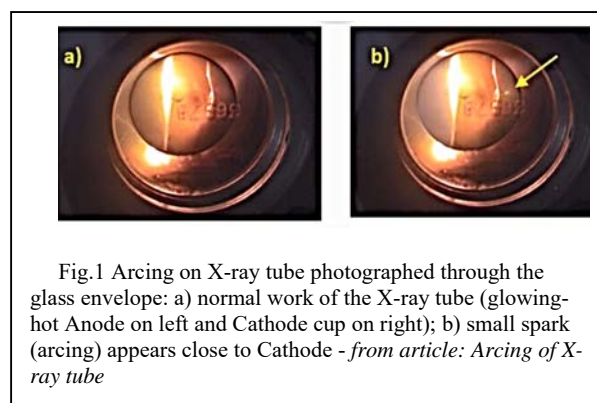 a)
b)
Fig.1 Arcing on X-ray tube photographed through the
glass envelope: a) normal work of the X-ray tube (glowing-
hot Anode on left and Cathode cup on right); b) small spark
(arcing) appears close to Cathode - from article: Arcing of X-
ray tube